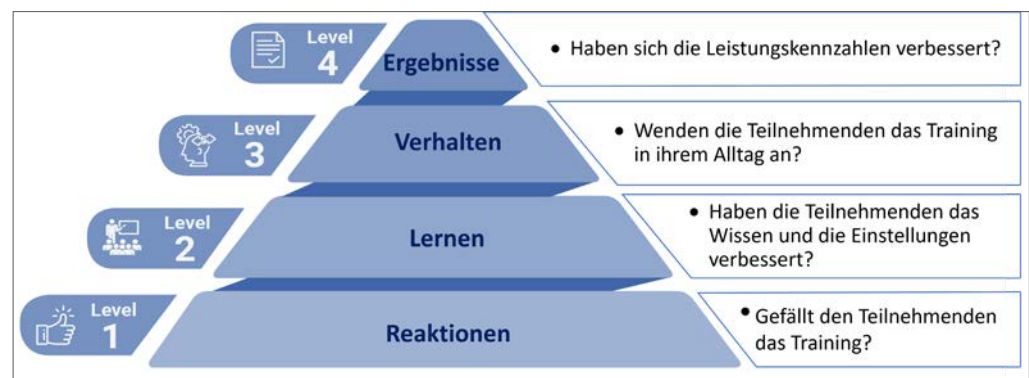 Level
4
Ergebnisse
• Haben sich die Leistungskennzahlen verbessert?
Level
3
Verhalten
• Wenden die Teilnehmenden das Training
in ihrem Alltag an?
Level
2
Lernen
• Haben die Teilnehmenden das
Wissen und die Einstellungen
verbessert?
Level
1
Reaktionen
• Gefällt den Teilnehmenden
das Training?